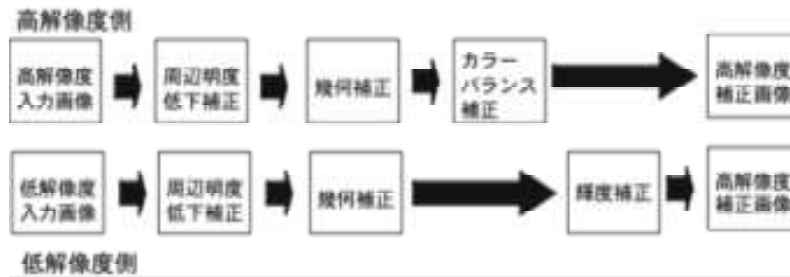 高解像度側
高解像度
入力画像
周辺明度
低下補正
幾何補正
カラー
バランス
補正
高解像度
補正画像
低解像度
入力画像
周辺明度
低下補正
幾何補正
輝度補正
高解像度
補正画像
低解像度側